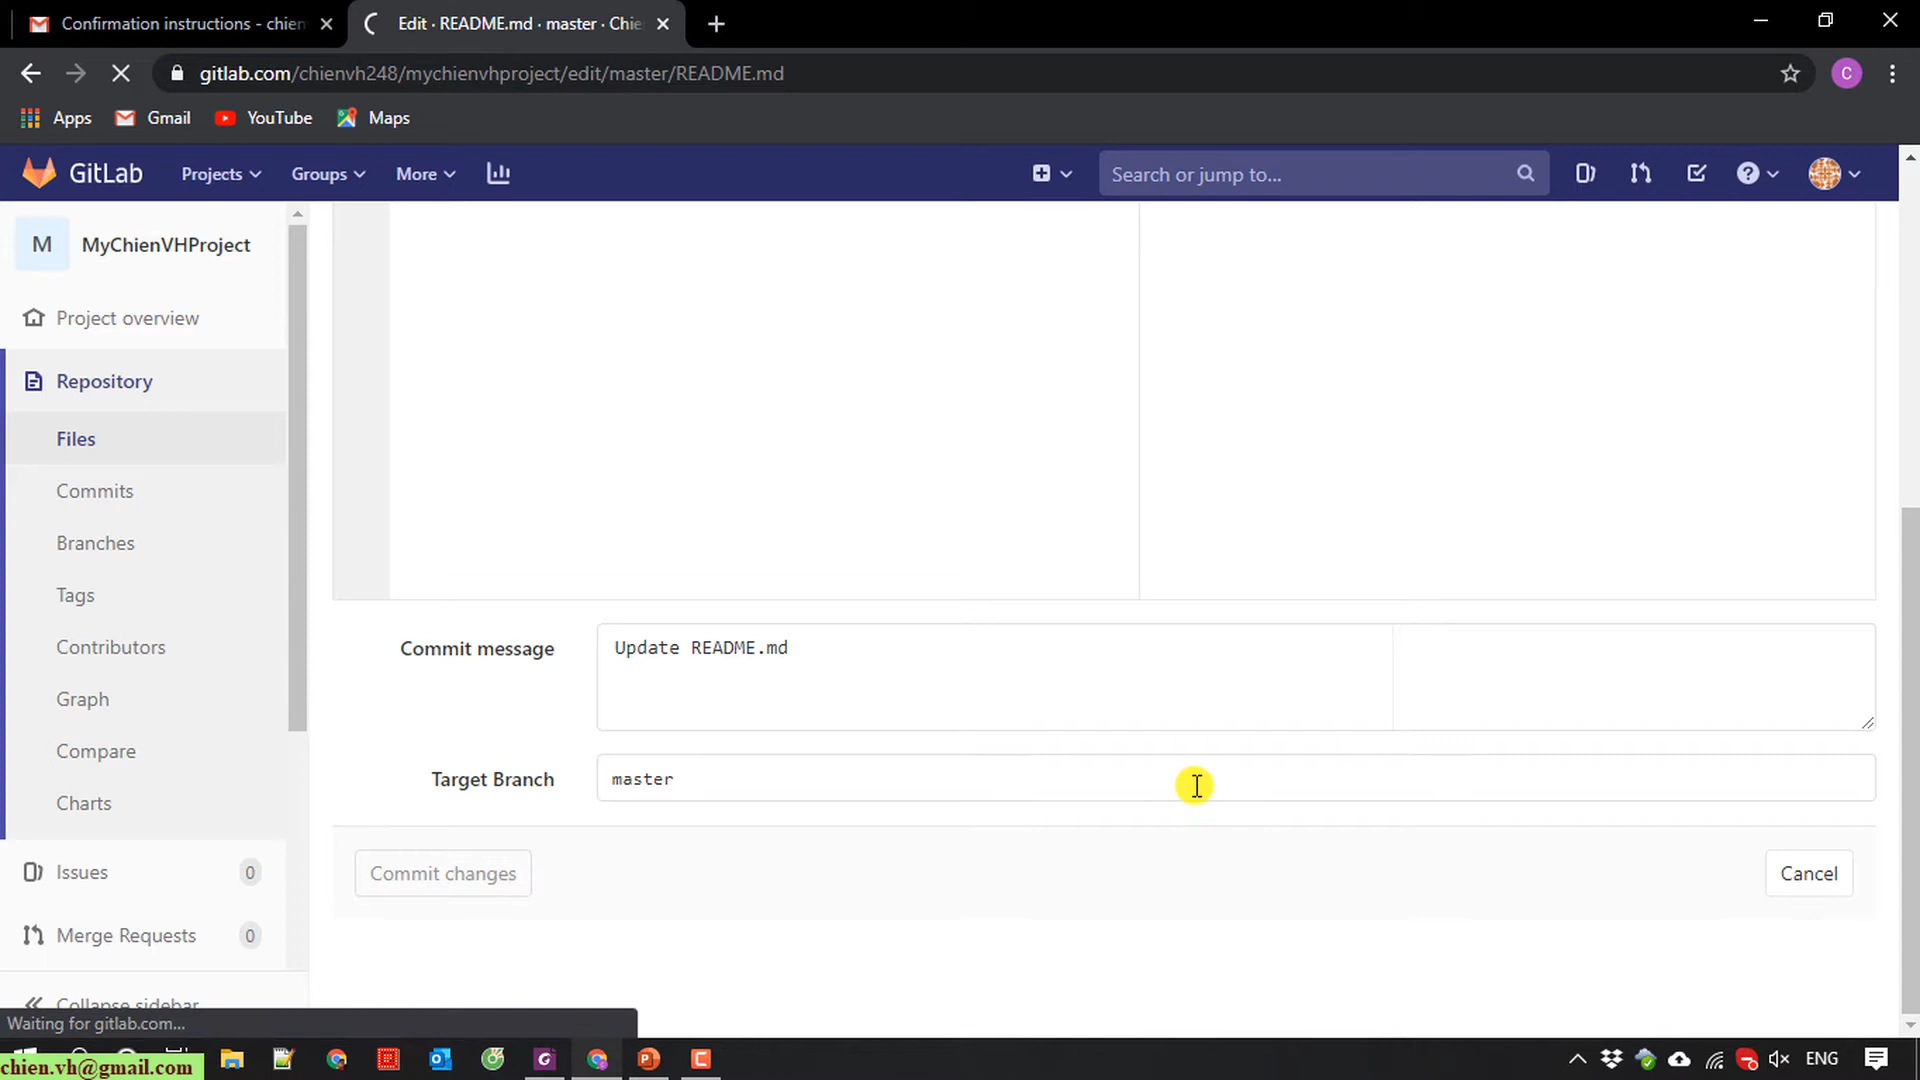 Confirmation instructions - chien
Edit · README.md · master · Chie
gitlab.com/chienvh248/mychienvhproject/edit/master/README.md
C
Apps
Gmail
YouTube
Maps
GitLab
Projects
Groups
More
Search or jump to...
M
MyChienVHProject
Project overview
Repository
Files
Commits
Branches
Tags
Contributors
Graph
Compare
Charts
Issues
0
Merge Requests
0
Collapse sidebar
Commit message
Update README.md
Target Branch
master
Commit changes
Cancel
Waiting for gitlab.com...
chien.vh@gmail.com
ENG